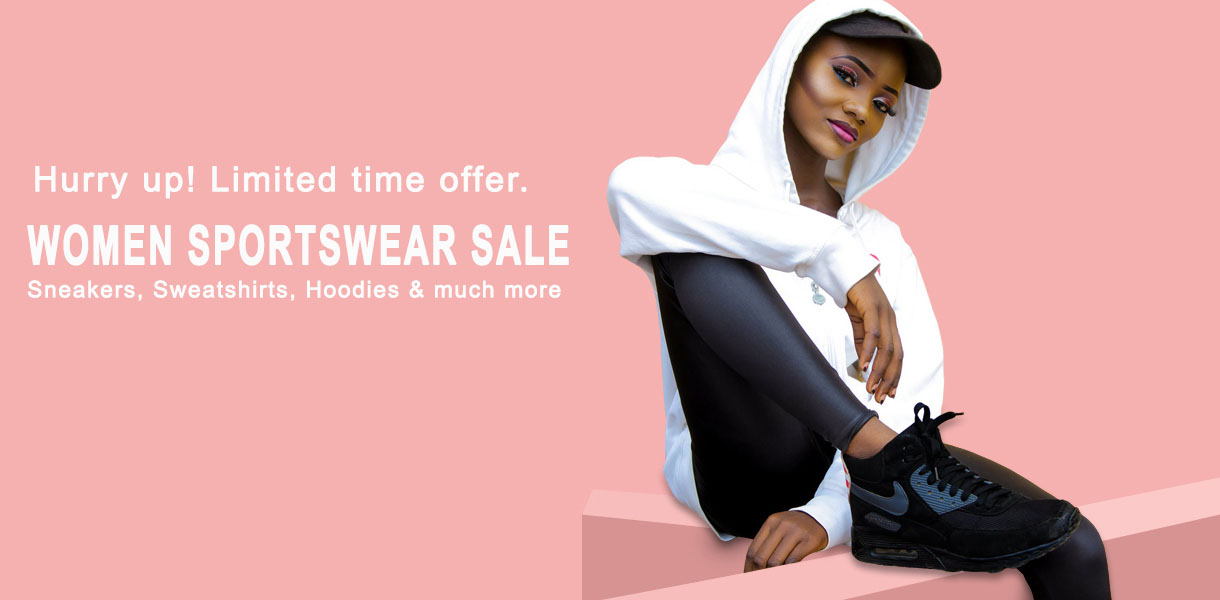 Hurry up! Limited time offer.
WOMEN SPORTSWEAR SALE
Sneakers, Sweatshirts, Hoodies & much more